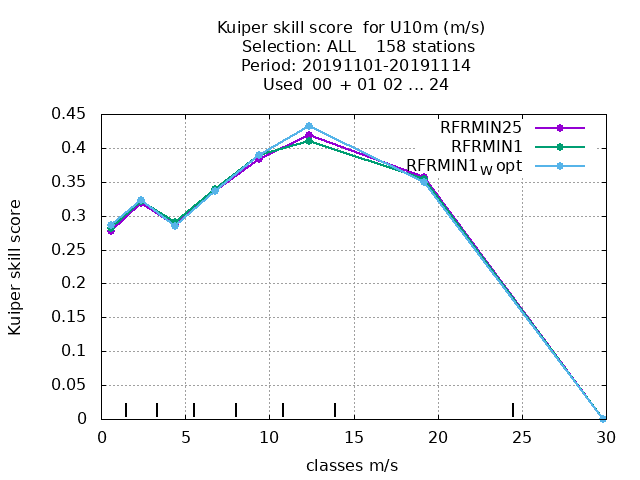 Kuiper skill score  for U10m (m/s)
Selection: ALL    158 stations
Period: 20191101-20191114
Used  00 + 01 02 ... 24
0.45
0.4
0.35
0.3
0.25
0.2
0.15
0.1
0.05
0
Kuiper skill score
RFRMIN25
RFRMIN1
RFRMIN1W opt
0 5 10 15 20 25 30
classes m/s